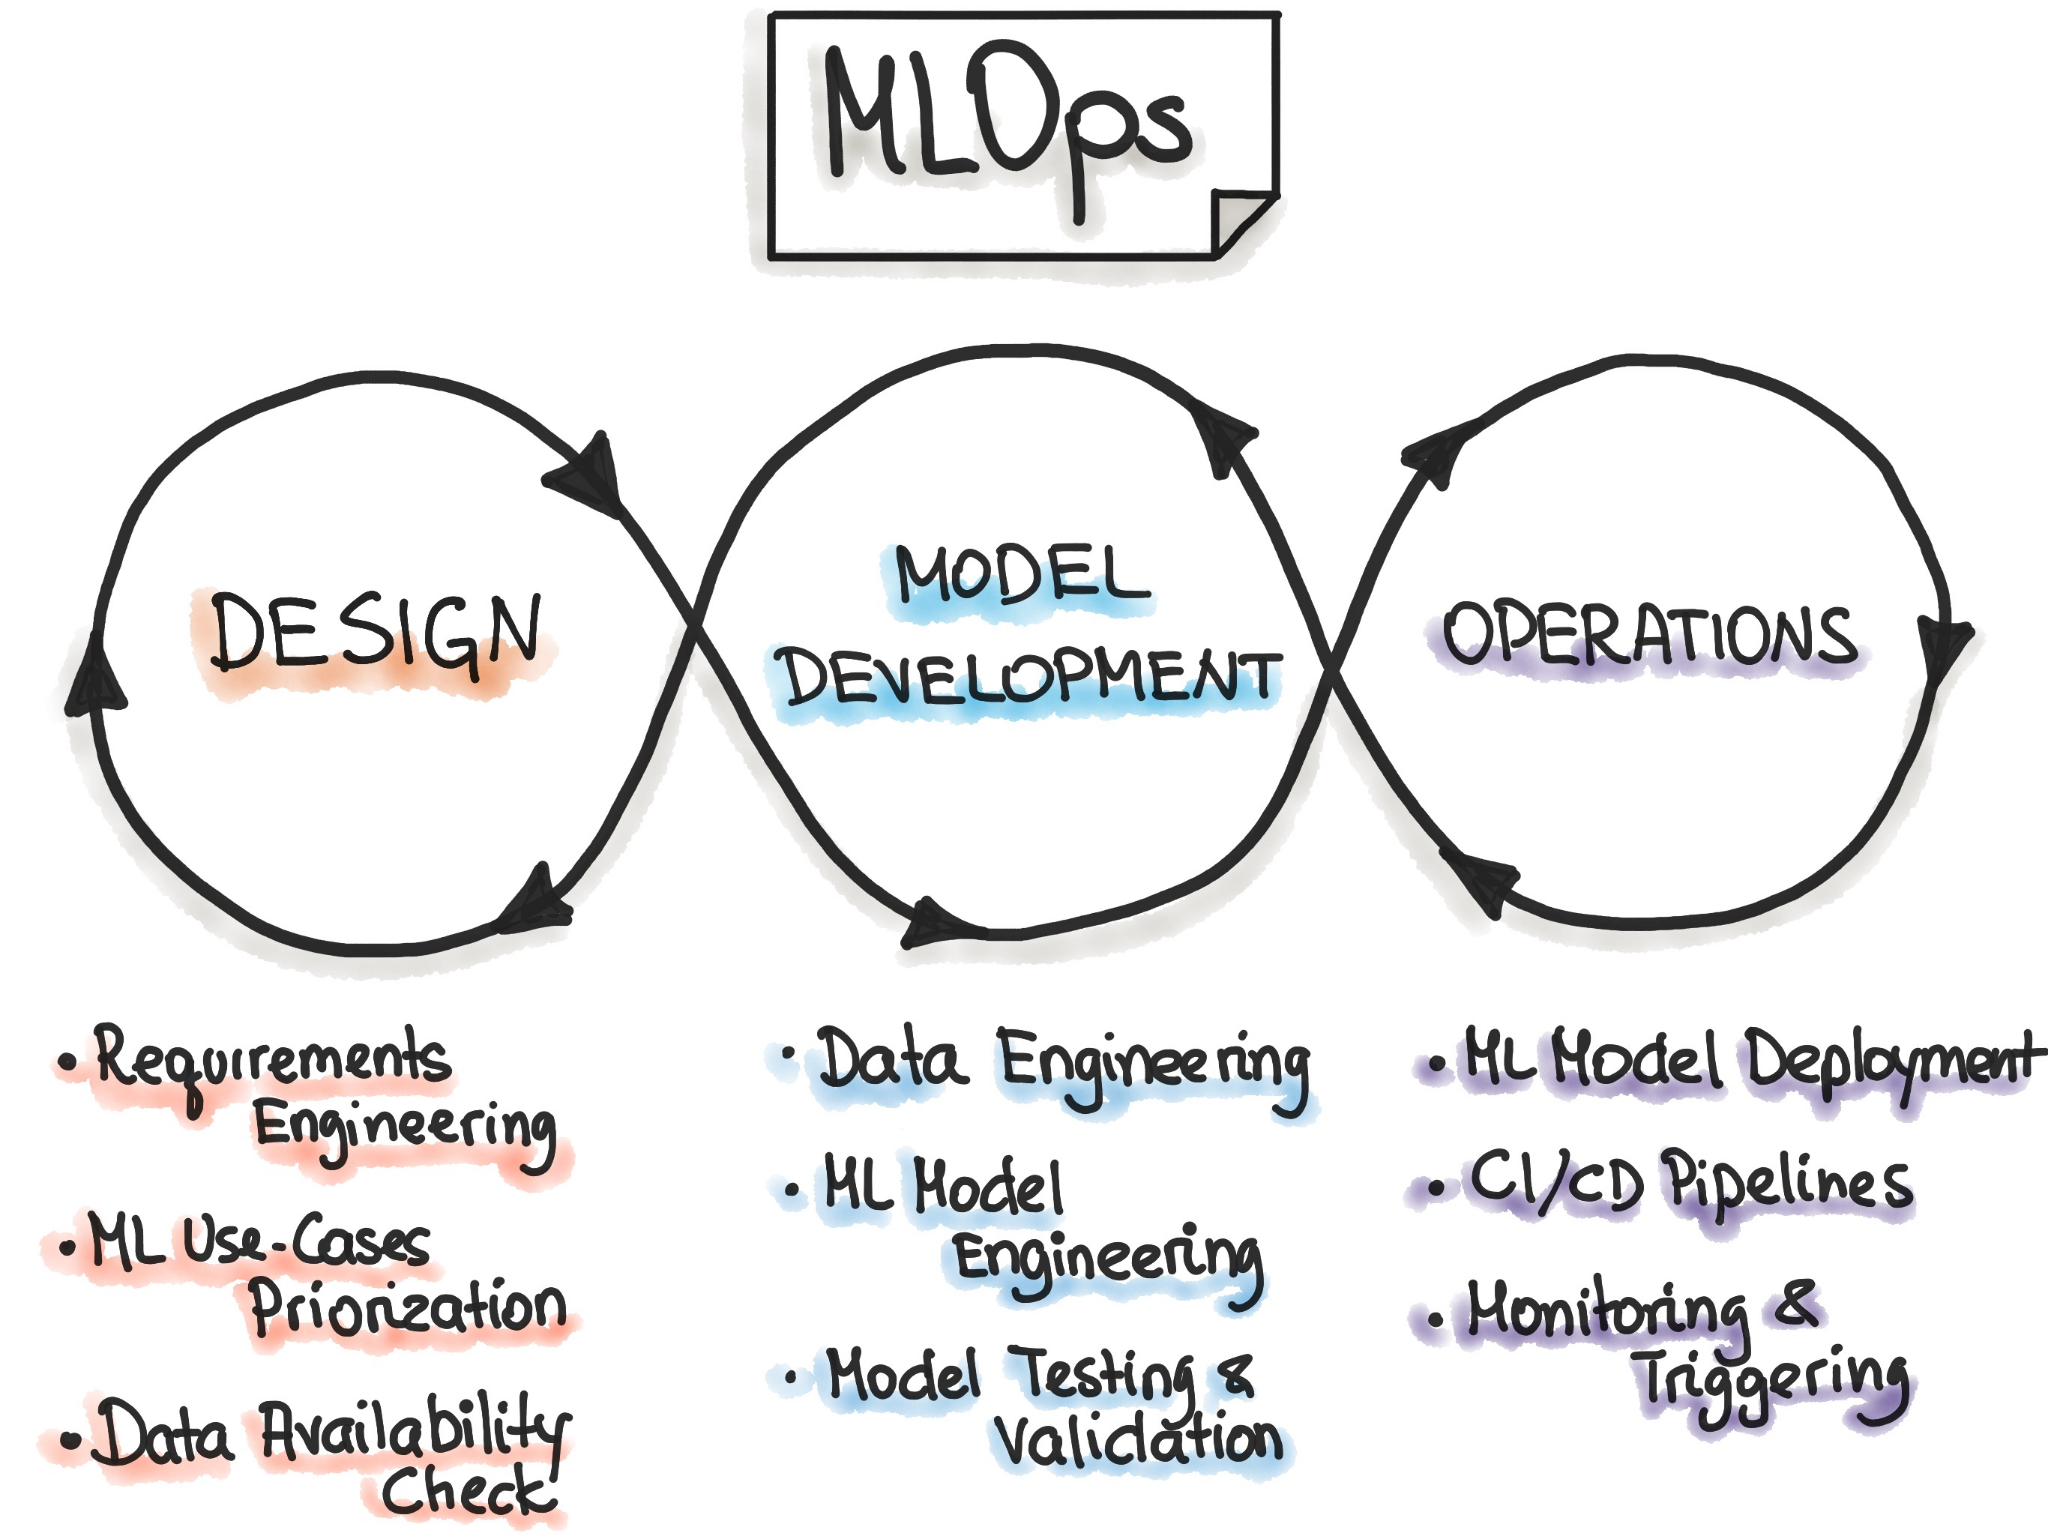 MLOps
DESIGN
MODEL
DEVELOPMENT
OPERATIONS
• Requirements
Engineering
• ML Use-Cases
Priorization
• Data Availability
Check
• Data Engineering
• ML Model
Engineering
• Model Testing &
Validation
• ML Model Deployment
• CI/CD Pipelines
• Monitoring &
Triggering